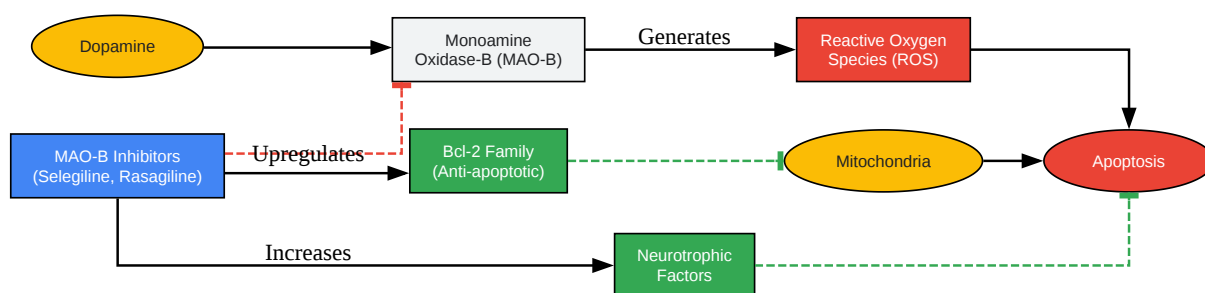 Dopamine
Monoamine
Oxidase-B (MAO-B)
Generates
Reactive Oxygen
Species (ROS)
MAO-B Inhibitors
(Selegiline, Rasagiline)
Upregulates
Bcl-2 Family
(Anti-apoptotic)
Mitochondria
Apoptosis
Increases
Neurotrophic
Factors